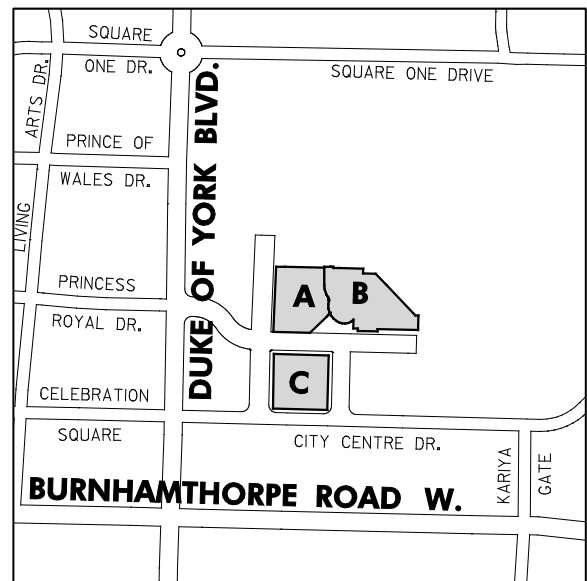 SQUARE
ONE DR.
SQUARE ONE DRIVE
ARTS DR.
LIVING
DUKE OF YORK BLVD.
PRINCE OF
WALES DR.
PRINCESS
ROYAL DR.
A
B
C
CELEBRATION
SQUARE
CITY CENTRE DR.
KARIYA
GATE
BURNHAMTHORPE ROAD W.